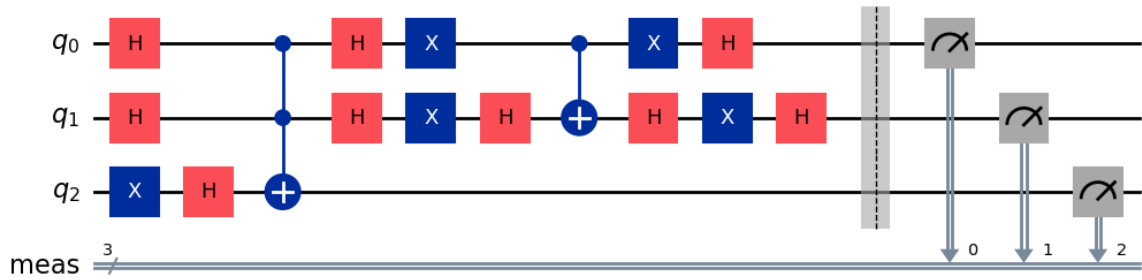 q0 H H X X H 0
q1 H H X H H X H 1
q2 X H 2
meas 3